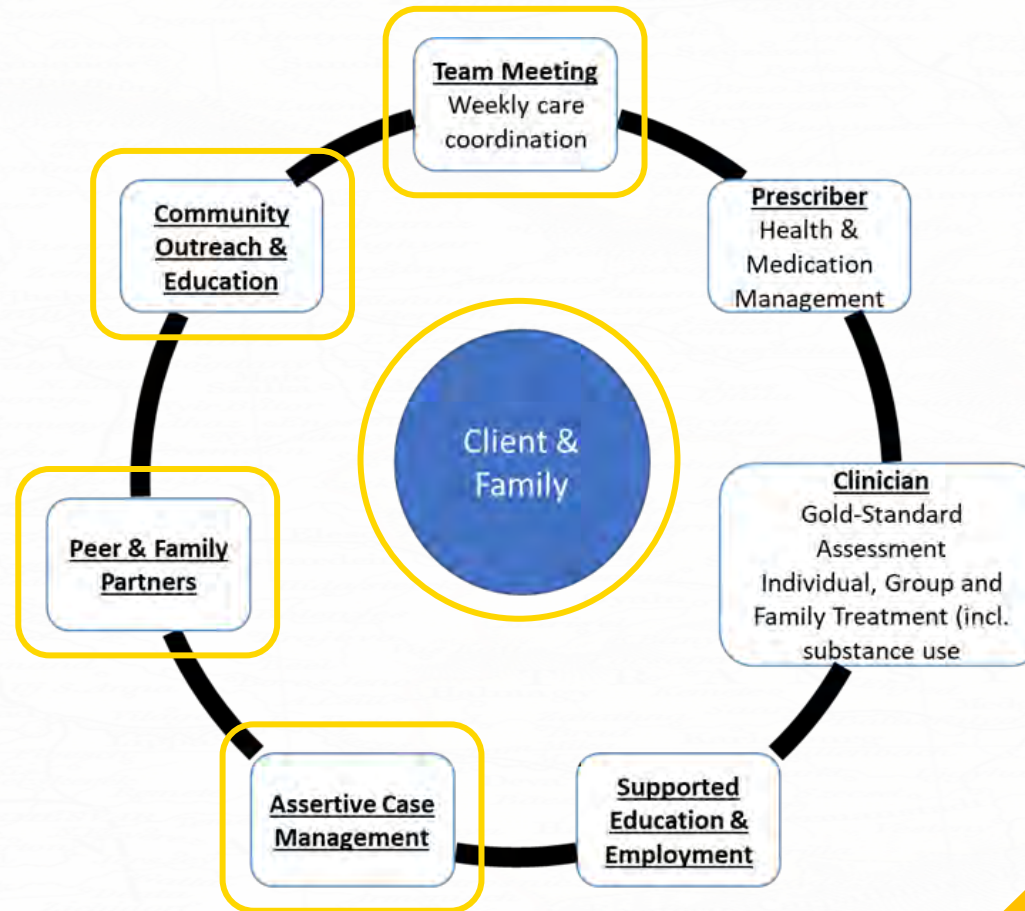 Team Meeting
Weekly care
coordination
Prescriber
Health &
Medication
Management
Clinician
Gold-Standard
Assessment
Individual, Group and
Family Treatment (incl.
substance use
Supported
Education &
Employment
Assertive Case
Management
Peer & Family
Partners
Community
Outreach &
Education
Client &
Family